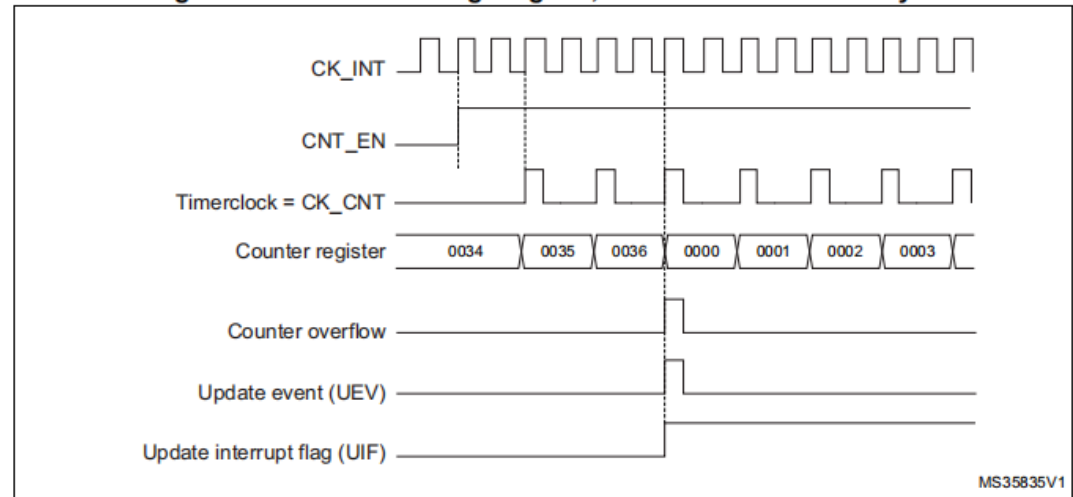 CK_INT
CNT_EN
Timerclock = CK_CNT
Counter register 0034 0035 0036 0000 0001 0002 0003
Counter overflow
Update event (UEV)
Update interrupt flag (UIF)
MS35835V1